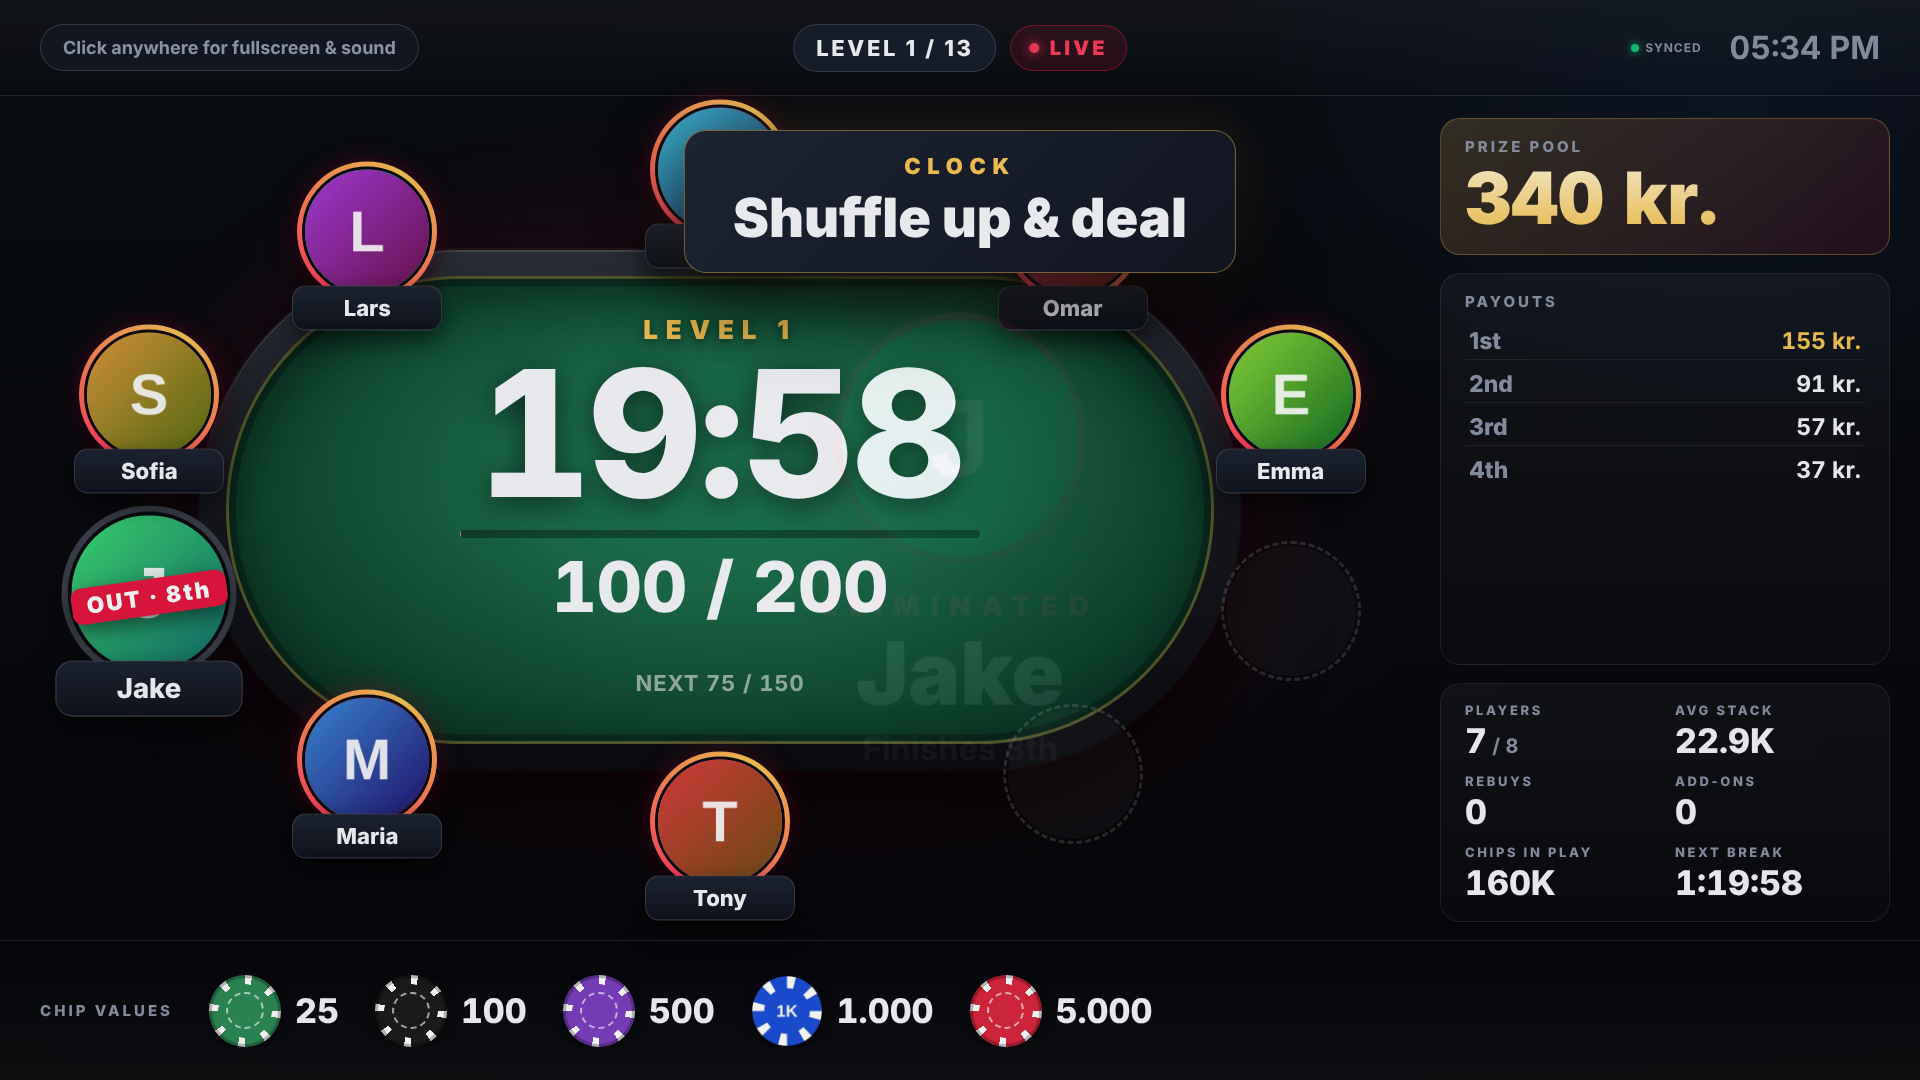 Click anywhere for fullscreen & sound
LEVEL 1 / 13
LIVE
SYNCED
05:34 PM
CLOCK
Shuffle up & deal
L
Lars
Omar
S
Sofia
E
Emma
LEVEL 1
19:58
J
100 / 200
NEXT 75 / 150
MINATED
Jake
Finishes 8th
J
OUT · 8th
Jake
M
Maria
T
Tony
PRIZE POOL
340 kr.
PAYOUTS
1st 155 kr.
2nd 91 kr.
3rd 57 kr.
4th 37 kr.
PLAYERS
7 / 8
AVG STACK
22.9K
REBUYS
0
ADD-ONS
0
CHIPS IN PLAY
160K
NEXT BREAK
1:19:58
CHIP VALUES
25
100
500
1K
1.000
5.000